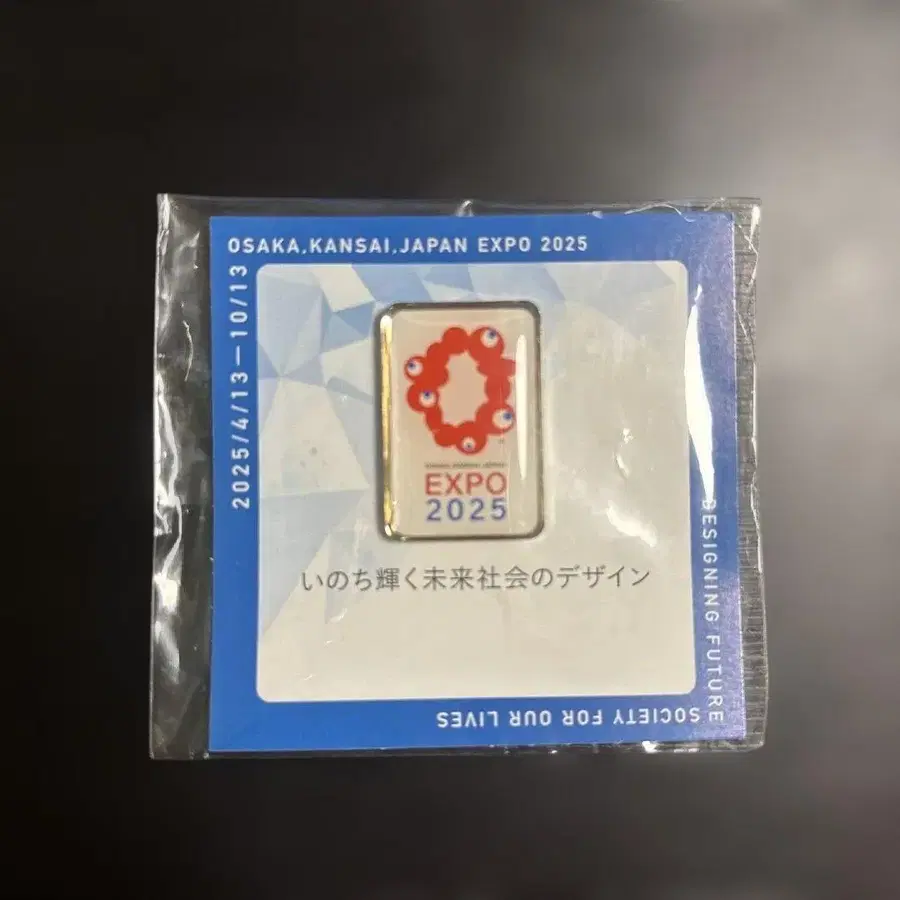 OSAKA,KANSAI,JAPAN EXPO 2025
2025/4/13—10/13
EXPO
2025
いのち輝く未来社会のデザイン
DESIGNING FUTURE
SOCIETY FOR OUR LIVES